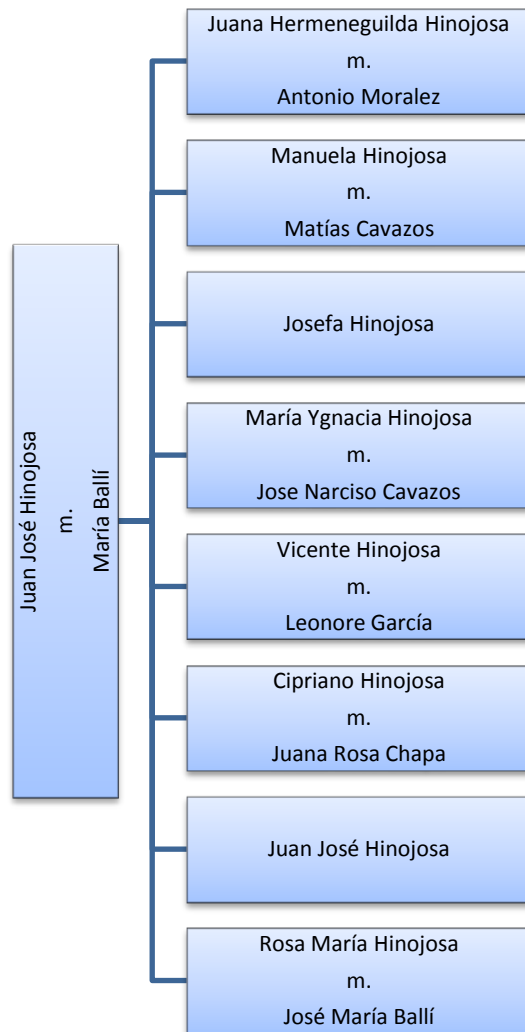 Juan José Hinojosa
m.
María Ballí
Juana Hermeneguilda Hinojosa
m.
Antonio Moralez
Manuela Hinojosa
m.
Matías Cavazos
Josefa Hinojosa
María Ygnacia Hinojosa
m.
Jose Narciso Cavazos
Vicente Hinojosa
m.
Leonore García
Cipriano Hinojosa
m.
Juana Rosa Chapa
Juan José Hinojosa
Rosa María Hinojosa
m.
José María Ballí